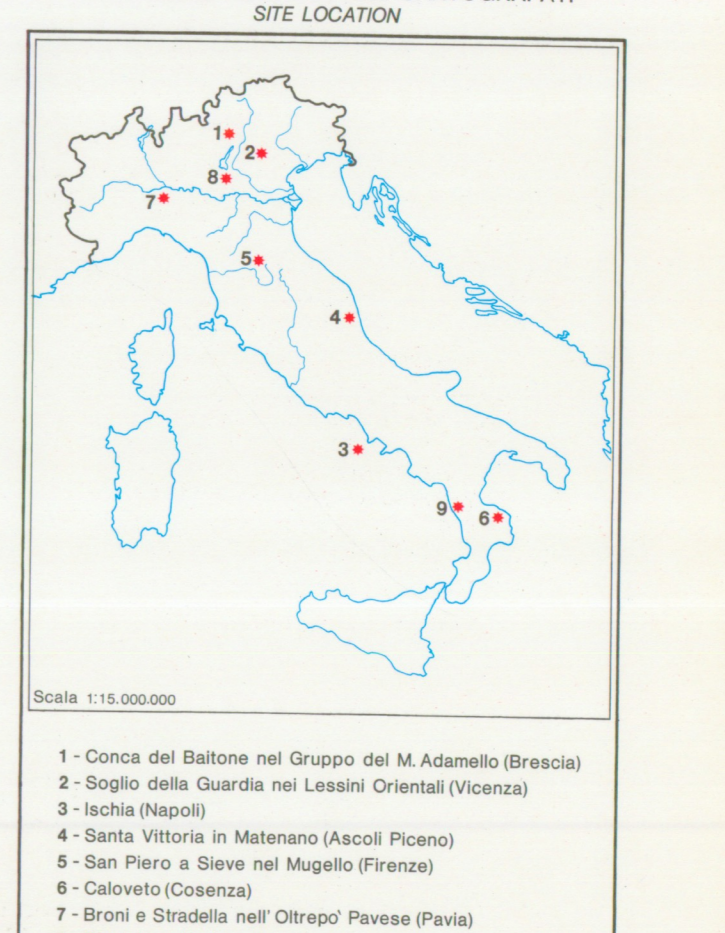 SITE LOCATION
1
2
8
7
5
4
3
9
6
Scala 1:15.000.000
1 - Conca del Baitone nel Gruppo del M. Adamello (Brescia)
2 - Soglio della Guardia nei Lessini Orientali (Vicenza)
3 - Ischia (Napoli)
4 - Santa Vittoria in Matenano (Ascoli Piceno)
5 - San Piero a Sieve nel Mugello (Firenze)
6 - Caloveto (Cosenza)
7 - Broni e Stradella nell' Oltrepo' Pavese (Pavia)